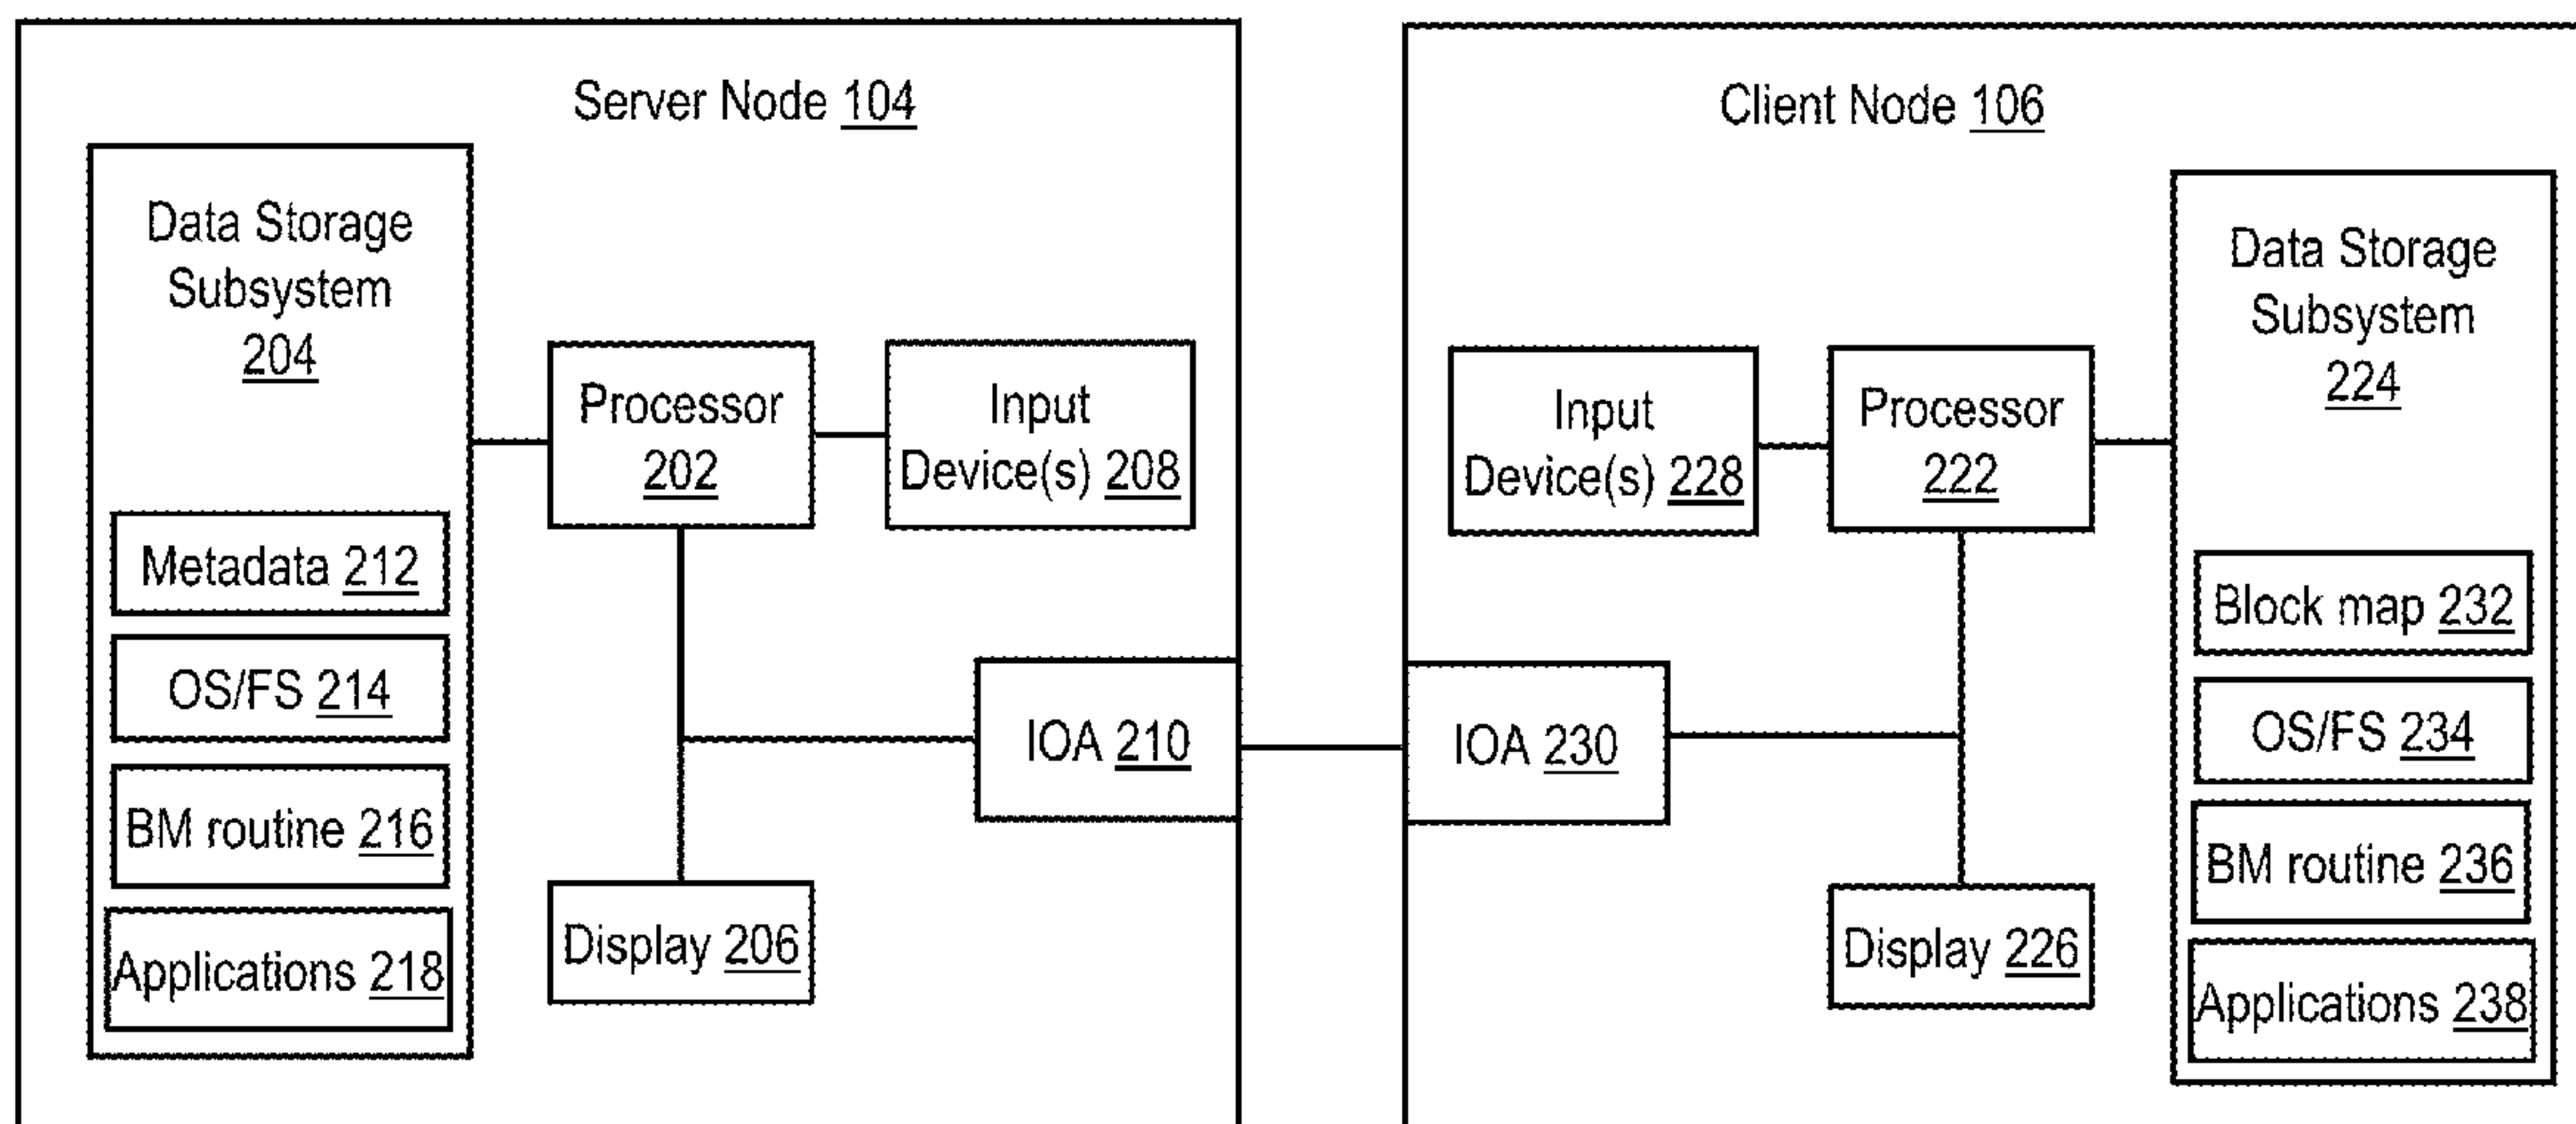 Server Node 104
Data Storage
Subsystem
204
Processor
202
Input
Device(s) 208
Metadata 212
OS/FS 214
BM routine 216
Applications 218
IOA 210
Display 206
Client Node 106
Input
Device(s) 228
Processor
222
Data Storage
Subsystem
224
Block map 232
OS/FS 234
BM routine 236
Applications 238
IOA 230
Display 226